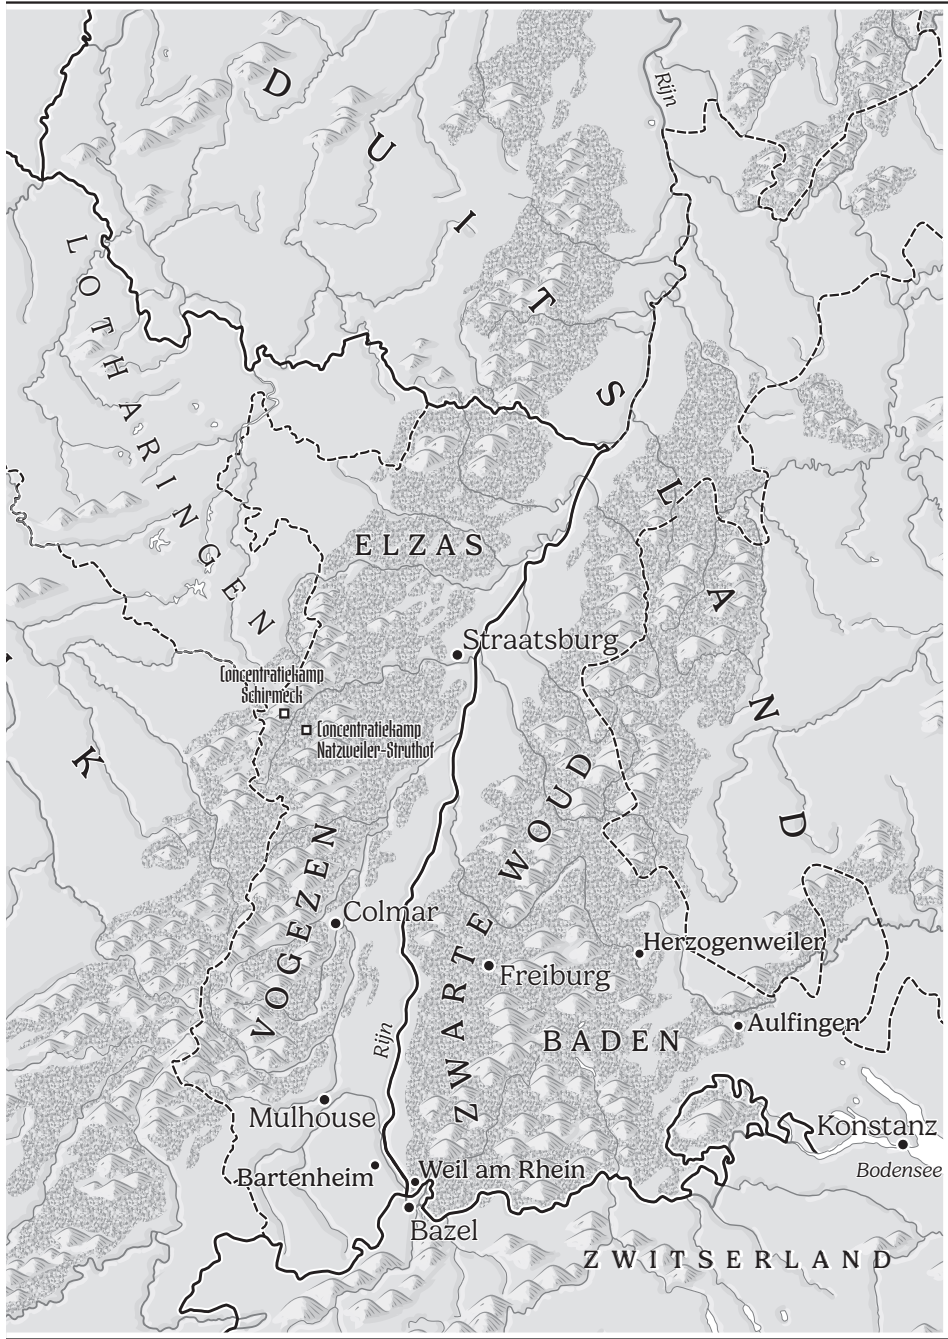 Rijn
DUITSLAND
LOTHARINGEN
ELZAS
Straatsburg
Concentratiekamp
Schirmeck
Concentratiekamp
Natzweiler-Struthof
K
ZWARTE WOUD
VOGEZEN
Colmar
Herzogenweiler
Freiburg
Aulfingen
BADEN
Rijn
Mulhouse
Konstanz
Bodensee
Bartenheim
Weil am Rhein
Bazel
ZWITSERLAND